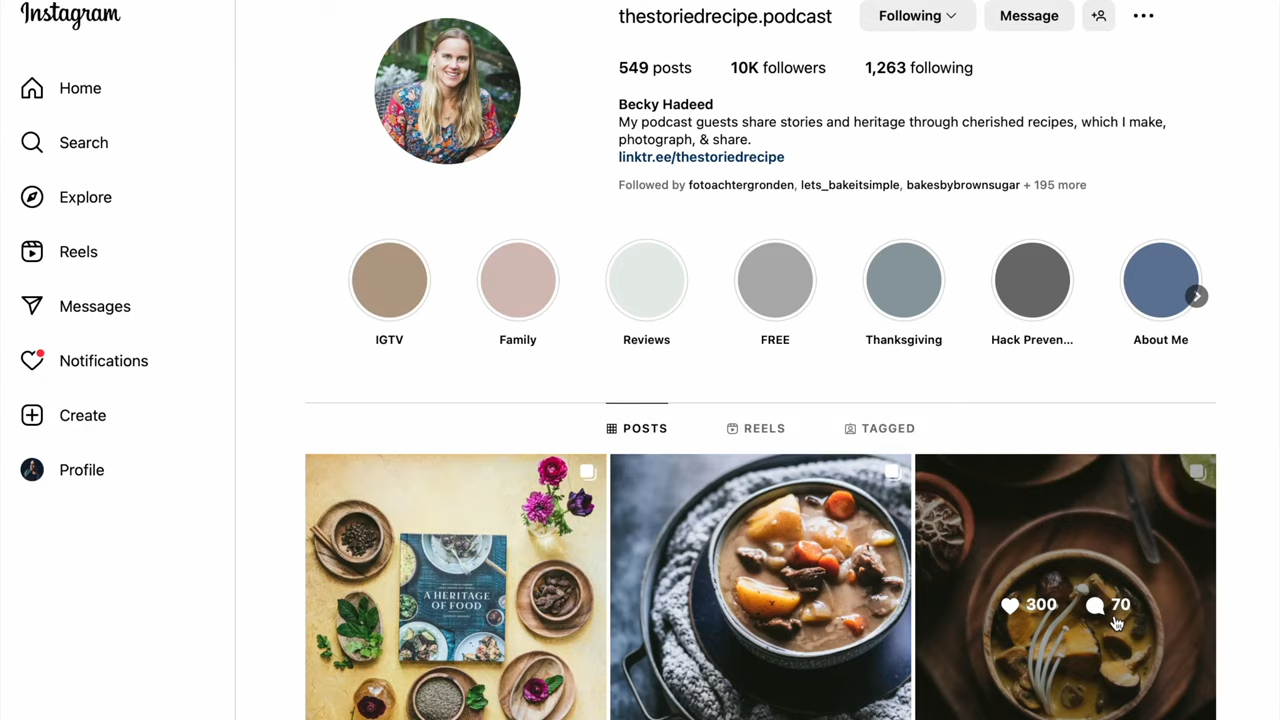 Instagram
Home
Search
Explore
Reels
Messages
Notifications
Create
Profile
thestoriedrecipe.podcast
Following
Message
549 posts
10K followers
1,263 following
Becky Hadeed
My podcast guests share stories and heritage through cherished recipes, which I make,
photograph, & share.
linktr.ee/thestoriedrecipe
Followed by fotoachtergronden, lets_bakeitsimple, bakesbybrownsugar + 195 more
IGTV
Family
Reviews
FREE
Thanksgiving
Hack Preven...
About Me
POSTS
REELS
TAGGED
A HERITAGE
OF FOOD
300
70